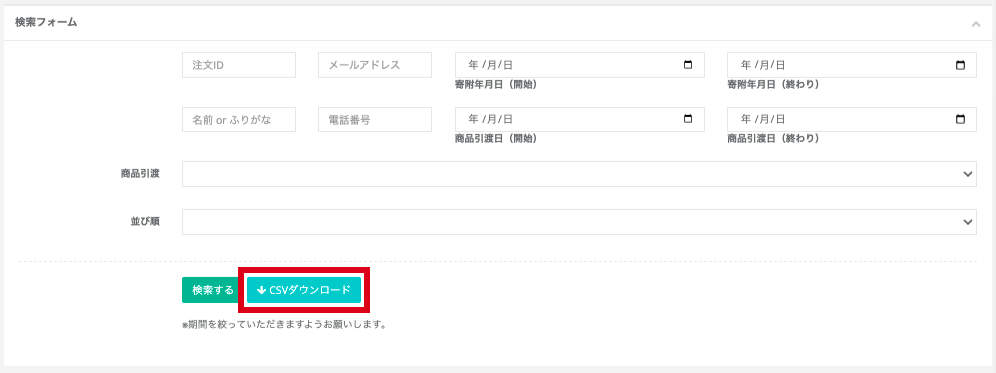 検索フォーム
注文ID
メールアドレス
年 /月/日
年 /月/日
寄附年月日（開始）
寄附年月日（終わり）
名前 or ふりがな
電話番号
年 /月/日
年 /月/日
商品引渡日（開始）
商品引渡日（終わり）
商品引渡
並び順
検索する
CSVダウンロード
※期間を絞っていただきますようお願いします。